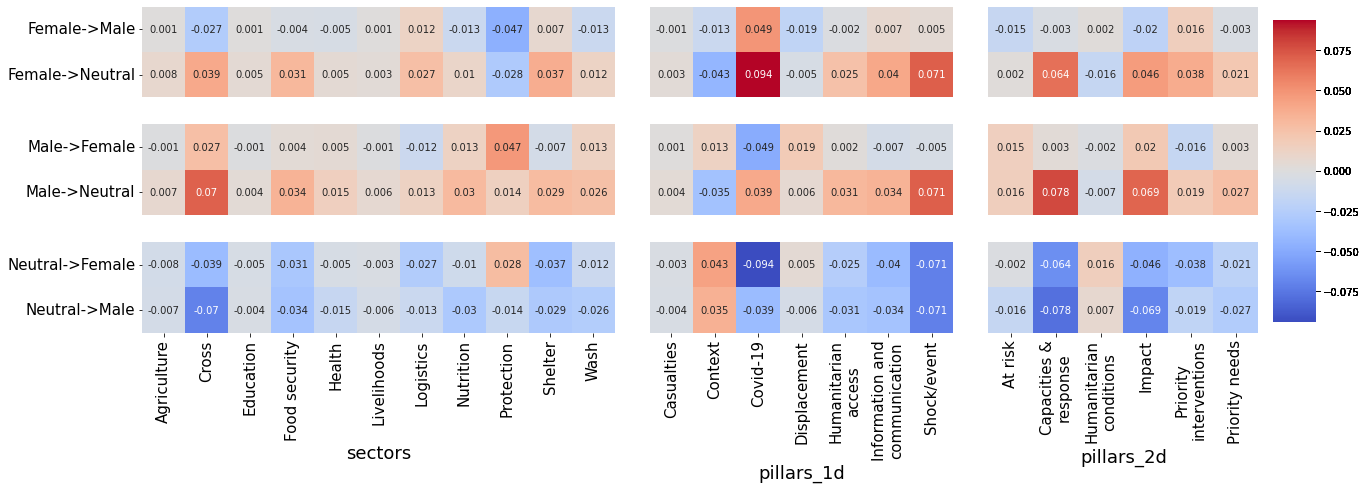 Female->Male 0.001 -0.027 0.001 -0.004 -0.005 0.001 0.012 -0.013 -0.047 0.007 -0.013 -0.001 -0.013 0.049 -0.019 -0.002 0.007 0.005 -0.015 -0.003 0.002 -0.02 0.016 -0.003
Female->Neutral 0.008 0.039 0.005 0.031 0.005 0.003 0.027 0.01 -0.028 0.037 0.012 0.003 -0.043 0.094 -0.005 0.025 0.04 0.071 0.002 0.064 -0.016 0.046 0.038 0.021
Male->Female -0.001 0.027 -0.001 0.004 0.005 -0.001 -0.012 0.013 0.047 -0.007 0.013 0.001 0.013 -0.049 0.019 0.002 -0.007 -0.005 0.015 0.003 -0.002 0.02 -0.016 0.003
Male->Neutral 0.007 0.07 0.004 0.034 0.015 0.006 0.013 0.03 0.014 0.029 0.026 0.004 -0.035 0.039 0.006 0.031 0.034 0.071 0.016 0.078 -0.007 0.069 0.019 0.027
Neutral->Female -0.008 -0.039 -0.005 -0.031 -0.005 -0.003 -0.027 -0.01 0.028 -0.037 -0.012 -0.003 0.043 -0.094 0.005 -0.025 -0.04 -0.071 -0.002 -0.064 0.016 -0.046 -0.038 -0.021
Neutral->Male -0.007 -0.07 -0.004 -0.034 -0.015 -0.006 -0.013 -0.03 -0.014 -0.029 -0.026 -0.004 0.035 -0.039 -0.006 -0.031 -0.034 -0.071 -0.016 -0.078 0.007 -0.069 -0.019 -0.027
Agriculture
Cross
Education
Food security
Health
Livelihoods
Logistics
Nutrition
Protection
Shelter
Wash
sectors
Casualties
Context
Covid-19
Displacement
Humanitarian
access
Information and
communication
Shock/event
pillars_1d
At risk
Capacities &
response
Humanitarian
conditions
Impact
Priority
interventions
Priority needs
pillars_2d
0.075
0.050
0.025
0.000
−0.025
−0.050
−0.075